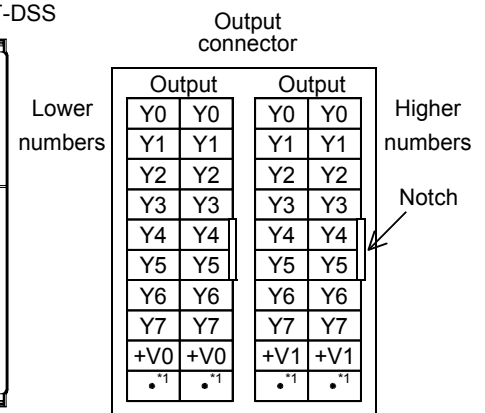 -DSS
Output
connector
Output Output
Lower
numbers
Higher
numbers
Notch
Y0 Y0 Y0 Y0
Y1 Y1 Y1 Y1
Y2 Y2 Y2 Y2
Y3 Y3 Y3 Y3
Y4 Y4 Y4 Y4
Y5 Y5 Y5 Y5
Y6 Y6 Y6 Y6
Y7 Y7 Y7 Y7
+V0 +V0 +V1 +V1
•*1 •*1 •*1 •*1